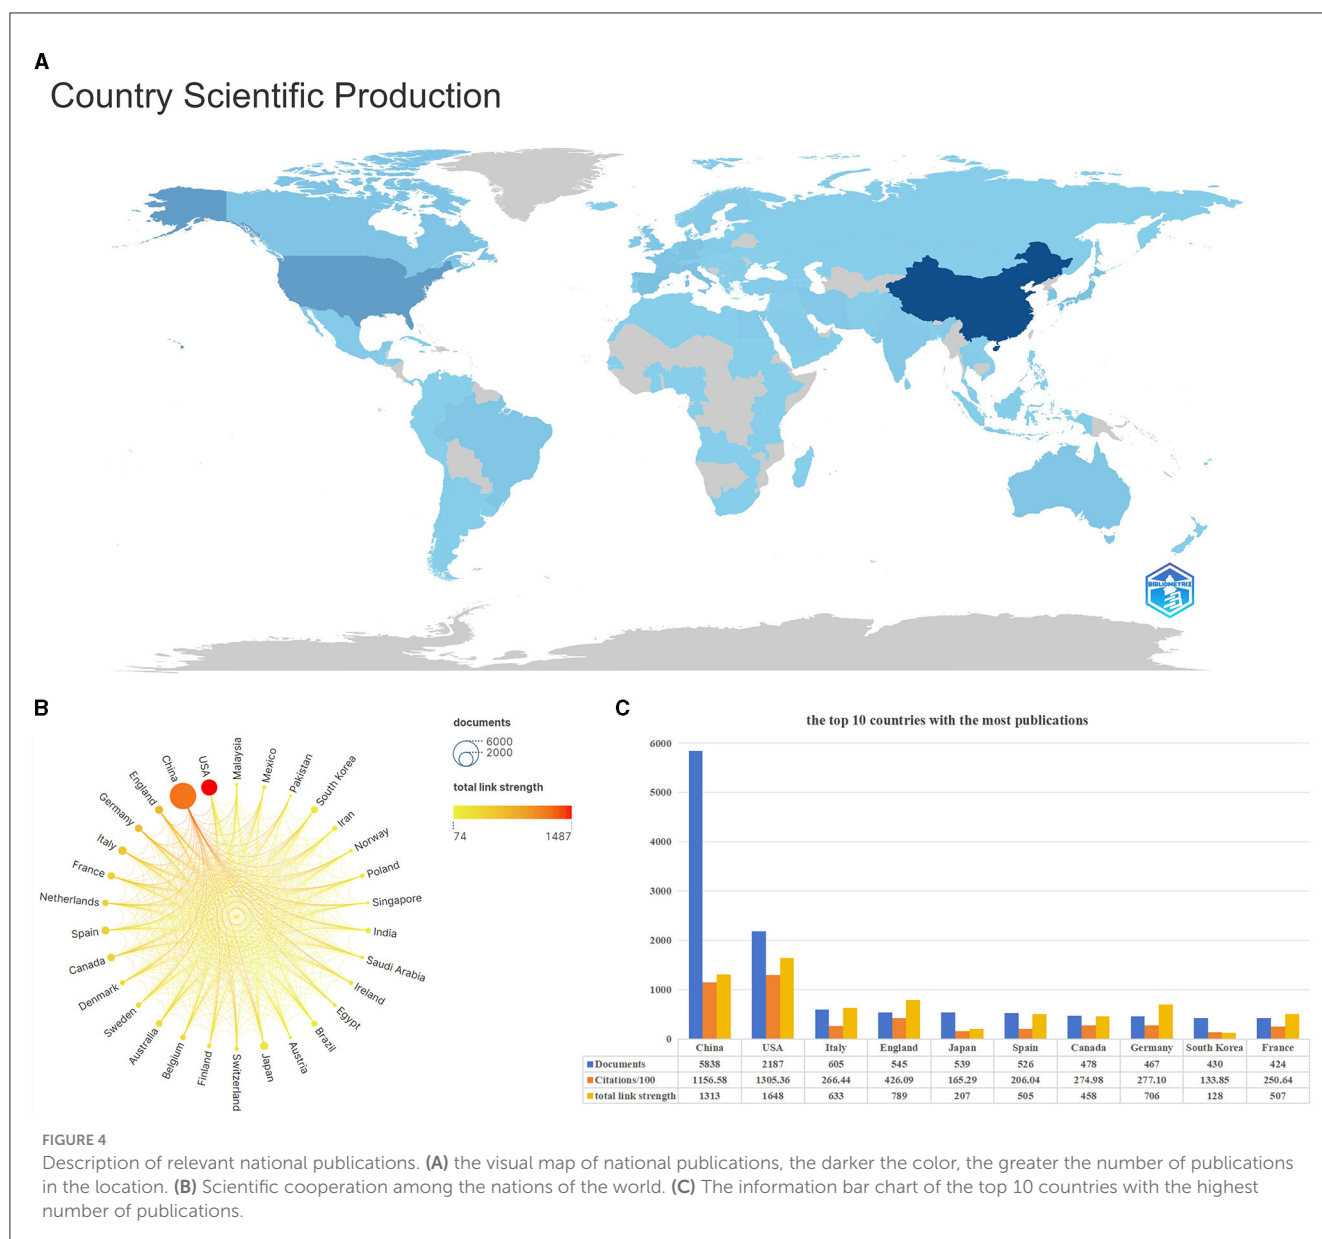 A
Country Scientific Production
BIBLIOMETRIX
B
documents
6000
2000
total link strength
74
1487
China
USA
Malaysia
Mexico
Pakistan
South Korea
Iran
Norway
Poland
Singapore
India
Saudi Arabia
Ireland
Egypt
Brazil
Austria
Japan
Switzerland
Finland
Belgium
Australia
Sweden
Denmark
Canada
Spain
Netherlands
France
Italy
Germany
England
C
the top 10 countries with the most publications
6000
5000
4000
3000
2000
1000
0
China USA Italy England Japan Spain Canada Germany South Korea France
Documents 5838 2187 605 545 539 526 478 467 430 424
Citations/100 1156.58 1305.36 266.44 426.09 165.29 206.04 274.98 277.10 133.85 250.64
total link strength 1313 1648 633 789 207 505 458 706 128 507
FIGURE 4
Description of relevant national publications. (A) the visual map of national publications, the darker the color, the greater the number of publications
in the location. (B) Scientific cooperation among the nations of the world. (C) The information bar chart of the top 10 countries with the highest
number of publications.